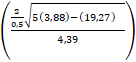 (2/0,5 √5(3,88)−(19,27) / 4,39)